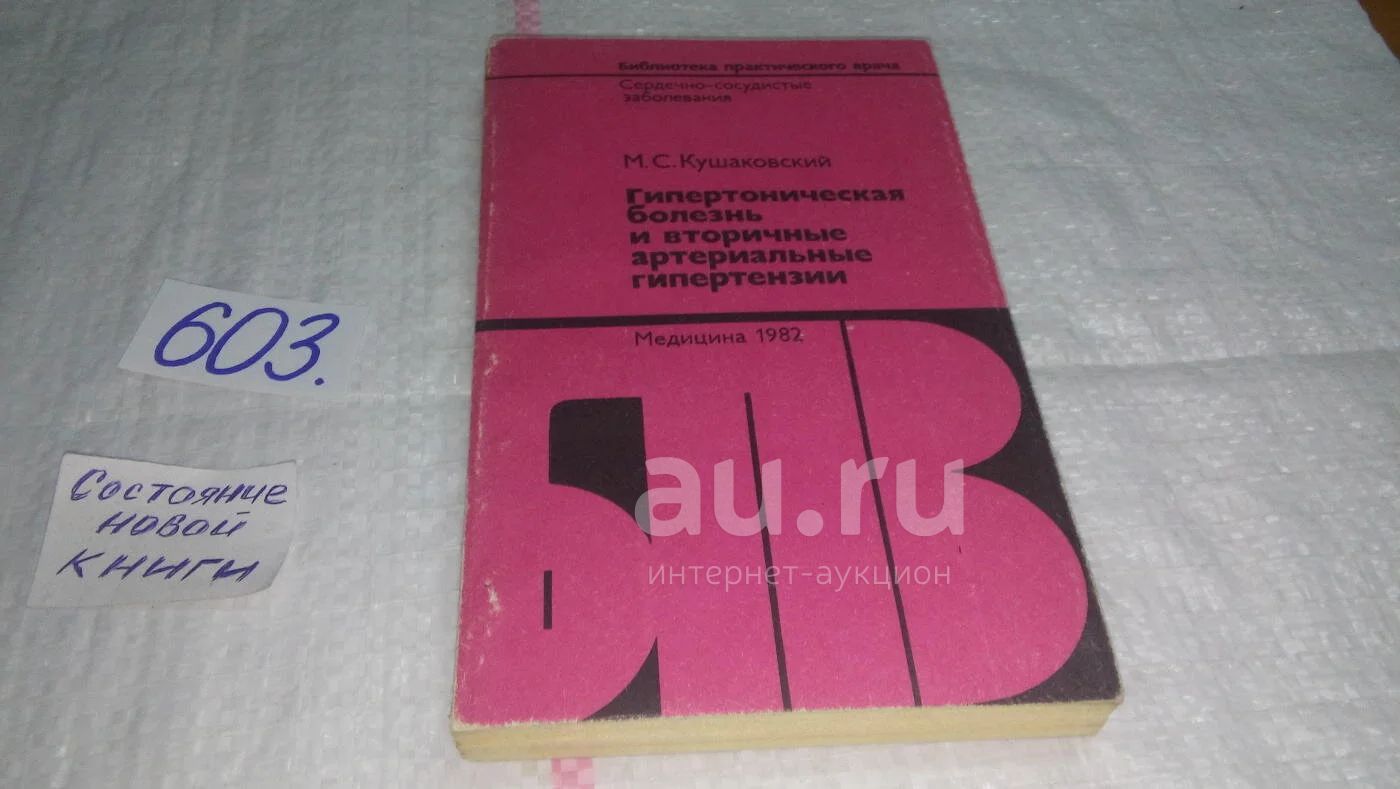 Библиотека практического врача
Сердечно-сосудистые
заболевания
М. С. Кушаковский
Гипертоническая
болезнь
и вторичные
артериальные
гипертензии
Медицина 1982
БПВ
603.
Состояние
новой
книги
au.ru
интернет-аукцион